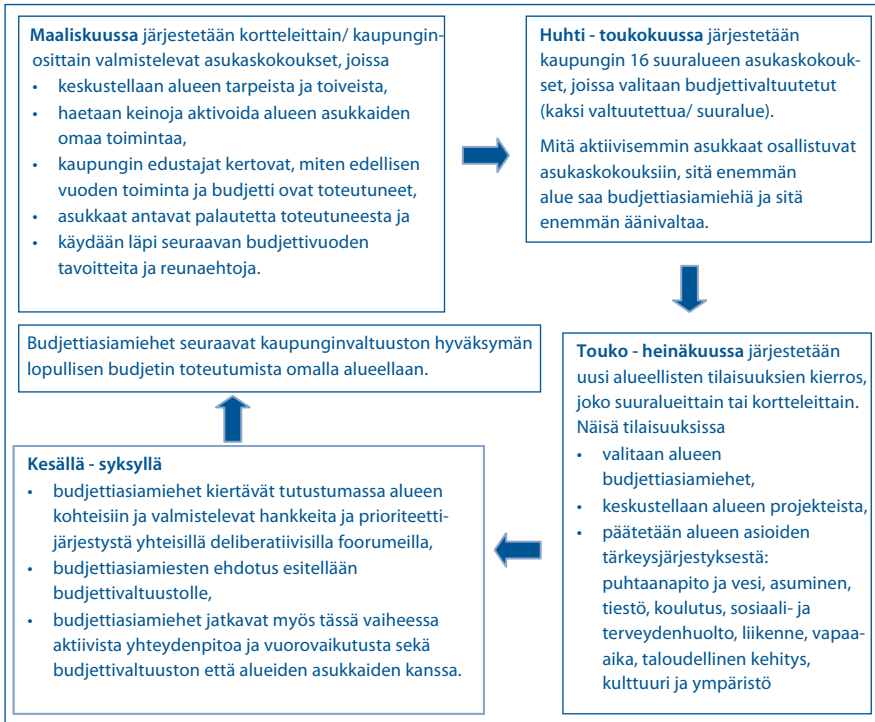 Maaliskuussa järjestetään kortteleittain/ kaupungin-
osittain valmistelevat asukaskokoukset, joissa
• keskustellaan alueen tarpeista ja toiveista,
• haetaan keinoja aktivoida alueen asukkaiden
omaa toimintaa,
• kaupungin edustajat kertovat, miten edellisen
vuoden toiminta ja budjetti ovat toteutuneet,
• asukkaat antavat palautetta toteutuneesta ja
• käydään läpi seuraavan budjettivuoden
tavoitteita ja reunaehtoja.
Huhti - toukokuussa järjestetään
kaupungin 16 suuralueen asukaskokouk-
set, joissa valitaan budjettivaltuutetut
(kaksi valtuutettua/ suuralue).
Mitä aktiivisemmin asukkaat osallistuvat
asukaskokouksiin, sitä enemmän
alue saa budjettiasiamiehiä ja sitä
enemmän äänivaltaa.
Touko - heinäkuussa järjestetään
uusi alueellisten tilaisuuksien kierros,
joko suuralueittain tai kortteleittain.
Näisä tilaisuuksissa
• valitaan alueen
budjettiasiamiehet,
• keskustellaan alueen projekteista,
• päätetään alueen asioiden
tärkeysjärjestyksestä:
puhtaanapito ja vesi, asuminen,
tiestö, koulutus, sosiaali- ja
terveydenhuolto, liikenne, vapaa-
aika, taloudellinen kehitys,
kulttuuri ja ympäristö
Kesällä - syksyllä
• budjettiasiamiehet kiertävät tutustumassa alueen
kohteisiin ja valmistelevat hankkeita ja prioriteetti-
järjestystä yhteisillä deliberatiivisilla foorumeilla,
• budjettiasiamiesten ehdotus esitellään
budjettivaltuustolle,
• budjettiasiamiehet jatkavat myös tässä vaiheessa
aktiivista yhteydenpitoa ja vuorovaikutusta sekä
budjettivaltuuston että alueiden asukkaiden kanssa.
Budjettiasiamiehet seuraavat kaupunginvaltuuston hyväksymän
lopullisen budjetin toteutumista omalla alueellaan.